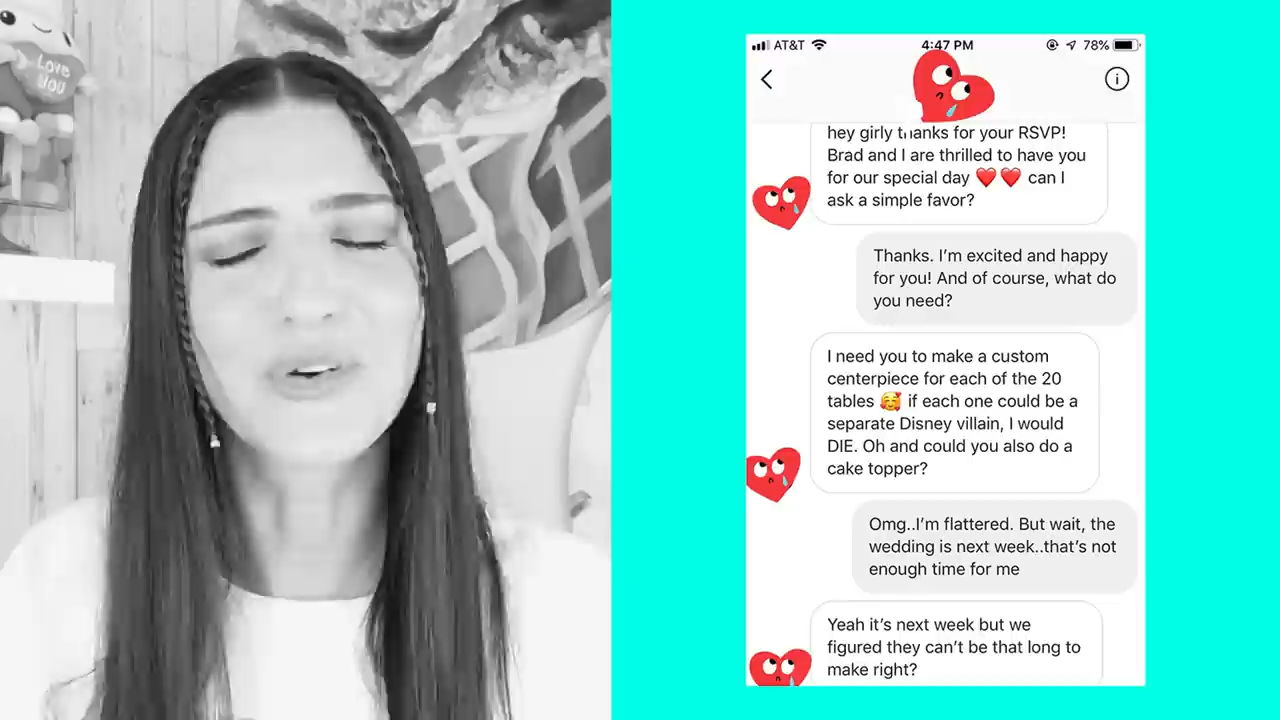 Love
You
AT&T
4:47 PM
78%
hey girly thanks for your RSVP!
Brad and I are thrilled to have you
for our special day ❤️❤️ can I
ask a simple favor?
Thanks. I'm excited and happy
for you! And of course, what do
you need?
I need you to make a custom
centerpiece for each of the 20
tables 🥰 if each one could be a
separate Disney villain, I would
DIE. Oh and could you also do a
cake topper?
Omg..I'm flattered. But wait, the
wedding is next week..that's not
enough time for me
Yeah it's next week but we
figured they can't be that long to
make right?